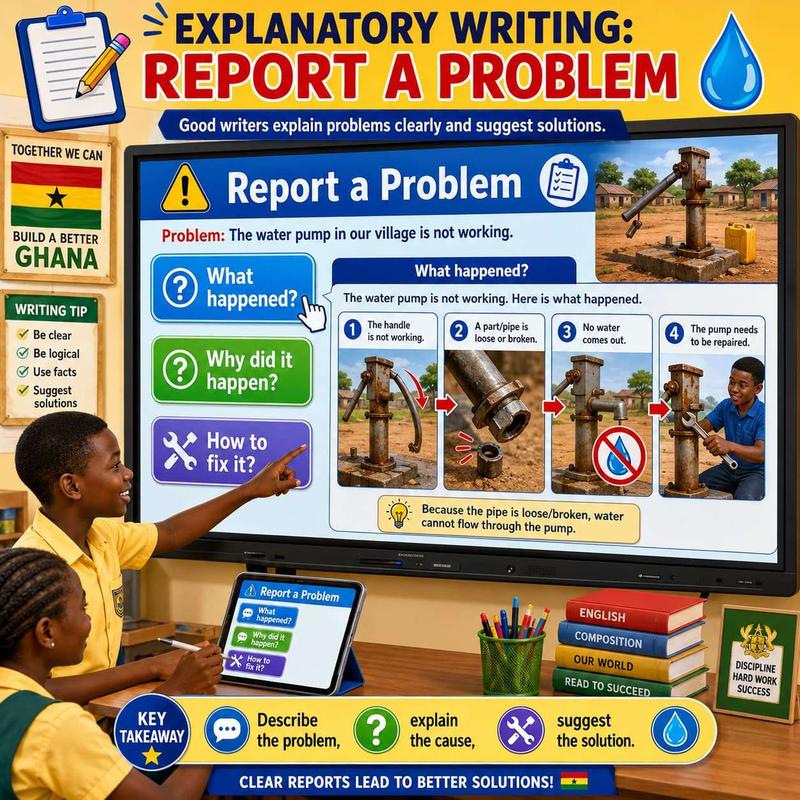 EXPLANATORY WRITING:
REPORT A PROBLEM
Good writers explain problems clearly and suggest solutions.
TOGETHER WE CAN
BUILD A BETTER
GHANA
WRITING TIP
Be clear
Be logical
Use facts
Suggest
solutions
Report a Problem
Problem: The water pump in our village is not working.
What
happened?
Why did it
happen?
How to
fix it?
What happened?
The water pump is not working. Here is what happened.
1 The handle
is not working.
2 A part/pipe is
loose or broken.
3 No water
comes out.
4 The pump needs
to be repaired.
Because the pipe is loose/broken, water
cannot flow through the pump.
Report a Problem
What
happened?
Why did it
happen?
How to
fix it?
ENGLISH
COMPOSITION
OUR WORLD
READ TO SUCCEED
DISCIPLINE
HARD WORK
SUCCESS
KEY
TAKEAWAY
Describe
the problem,
explain
the cause,
suggest
the solution.
CLEAR REPORTS LEAD TO BETTER SOLUTIONS!